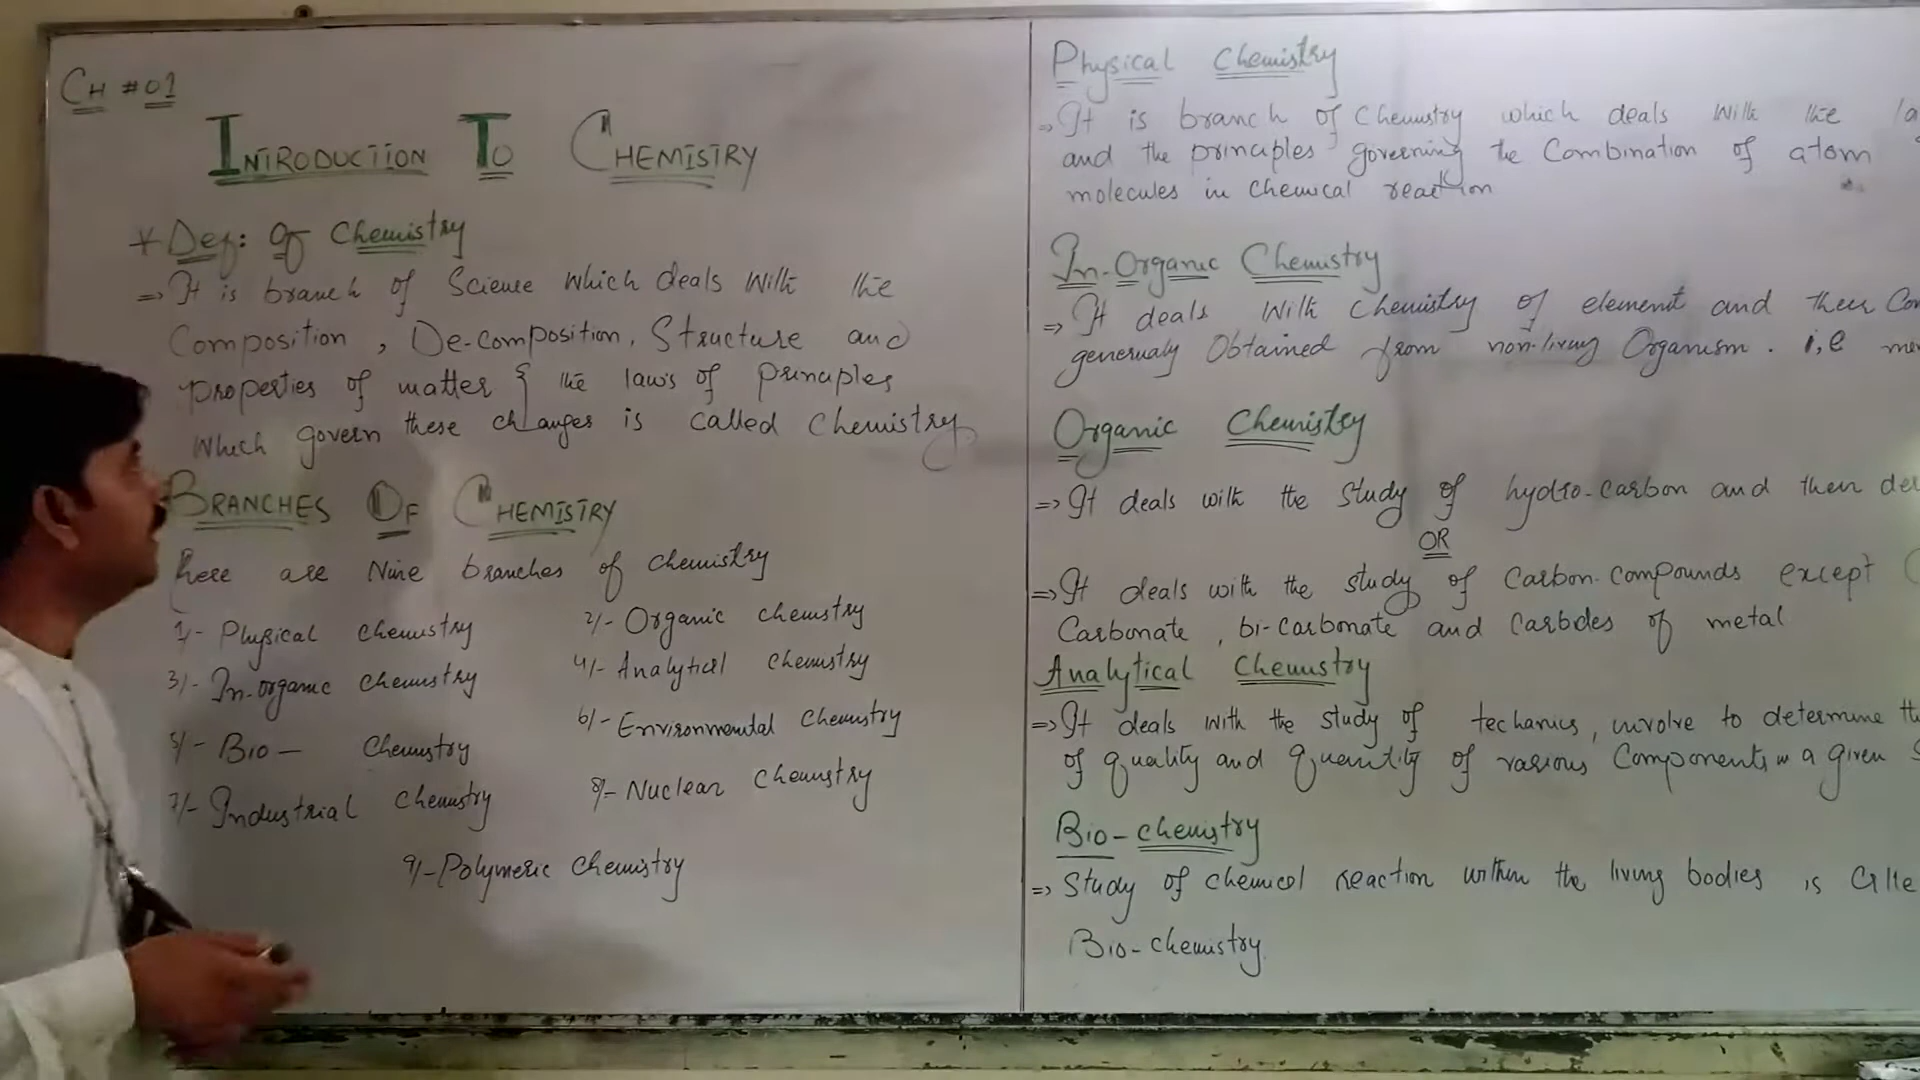 CH #01
INTRODUCTION TO CHEMISTRY
* Def: of Chemistry
=> It is branch of Science which deals with the
Composition, De-composition, Structure and
properties of matter & the laws of principles
which govern these changes is called Chemistry
BRANCHES OF CHEMISTRY
here are Nine branches of chemistry
1/- Physical chemistry
2/- Organic chemistry
3/- In-organic chemistry
4/- Analytical chemistry
5/- Bio- Chemistry
6/- Environmental Chemistry
7/- Industrial chemistry
8/- Nuclear Chemistry
9/- Polymeric Chemistry
Physical Chemistry
=> It is branch of Chemistry which deals with the la
and the principles governing the Combination of atom
molecules in chemical reaction
In-Organic Chemistry
=> It deals with chemistry of element and their Com
generualy Obtained from non-living Organism. i,e
Organic Chemistry
=> It deals with the study of hydro-carbon and their
OR
=> It deals with the study of Carbon-compounds except
Carbonate, bi-carbonate and carbides of metal
Analytical Chemistry
=> It deals with the study of techanics, involve to determine th
of quality and quantity of various Components in a given S
Bio-chemistry
=> Study of chemical reaction within the living bodies is calle
Bio-chemistry